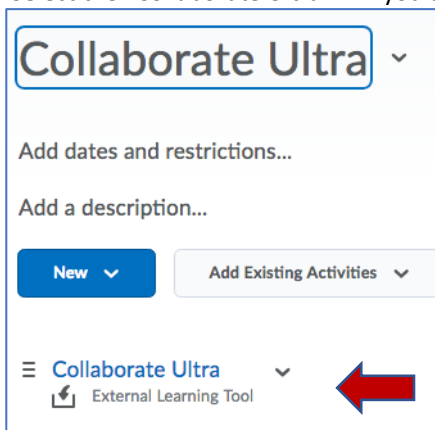 Collaborate Ultra
Add dates and restrictions...
Add a description...
New Add Existing Activities
Collaborate Ultra
External Learning Tool